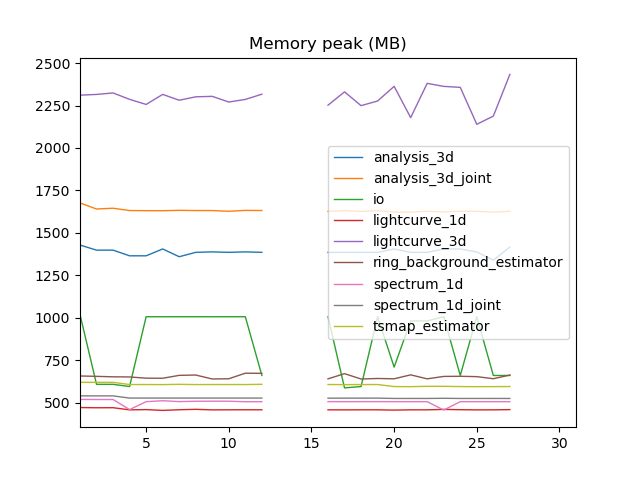 Memory peak (MB)
2500
2250
2000
1750
1500
1250
1000
750
500
analysis_3d
analysis_3d_joint
io
lightcurve_1d
lightcurve_3d
ring_background_estimator
spectrum_1d
spectrum_1d_joint
tsmap_estimator
5 10 15 20 25 30